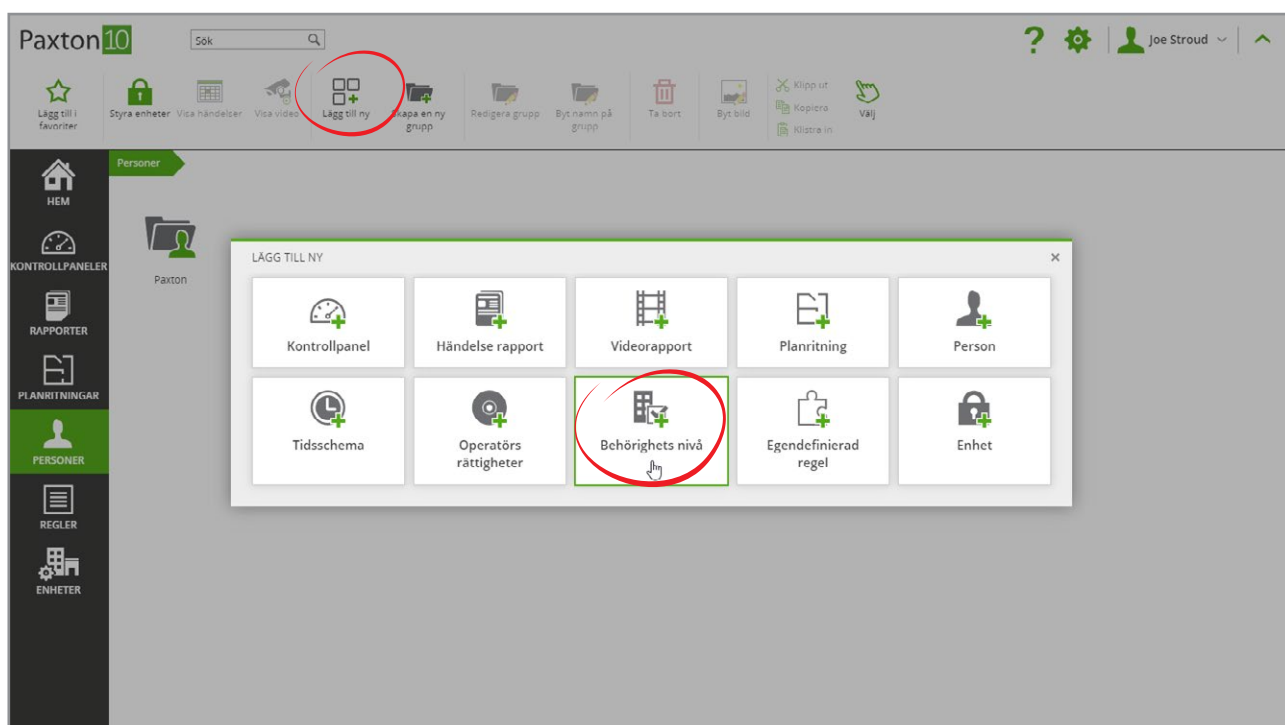 Paxton10
Sök
Joe Stroud
Lägg till i
favoriter
Styra enheter
Visa händelser
Visa video
Lägg till ny
Skapa en ny
grupp
Redigera grupp
Byt namn på
grupp
Ta bort
Byt bild
Klipp ut
Kopiera
Klistra in
Välj
HEM
KONTROLLPANELER
RAPPORTER
PLANRITNINGAR
PERSONER
REGLER
ENHETER
Personer
Paxton
LÄGG TILL NY
Kontrollpanel
Händelse rapport
Videorapport
Planritning
Person
Tidsschema
Operatörs
rättigheter
Behörighets nivå
Egendefinierad
regel
Enhet